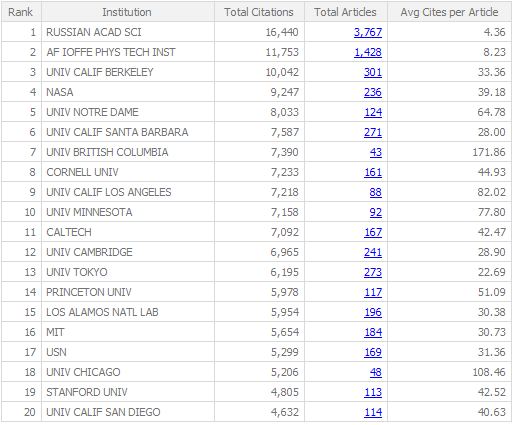 Rank Institution Total Citations Total Articles Avg Cites per Article
1 RUSSIAN ACAD SCI 16,440 3,767 4.36
2 AF IOFFE PHYS TECH INST 11,753 1,428 8.23
3 UNIV CALIF BERKELEY 10,042 301 33.36
4 NASA 9,247 236 39.18
5 UNIV NOTRE DAME 8,033 124 64.78
6 UNIV CALIF SANTA BARBARA 7,587 271 28.00
7 UNIV BRITISH COLUMBIA 7,390 43 171.86
8 CORNELL UNIV 7,233 161 44.93
9 UNIV CALIF LOS ANGELES 7,218 88 82.02
10 UNIV MINNESOTA 7,158 92 77.80
11 CALTECH 7,092 167 42.47
12 UNIV CAMBRIDGE 6,965 241 28.90
13 UNIV TOKYO 6,195 273 22.69
14 PRINCETON UNIV 5,978 117 51.09
15 LOS ALAMOS NATL LAB 5,954 196 30.38
16 MIT 5,654 184 30.73
17 USN 5,299 169 31.36
18 UNIV CHICAGO 5,206 48 108.46
19 STANFORD UNIV 4,805 113 42.52
20 UNIV CALIF SAN DIEGO 4,632 114 40.63